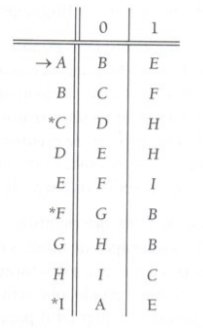 0 1
→ A B E
B C F
*C D H
D E H
E F I
*F G B
G H B
H I C
*I A E